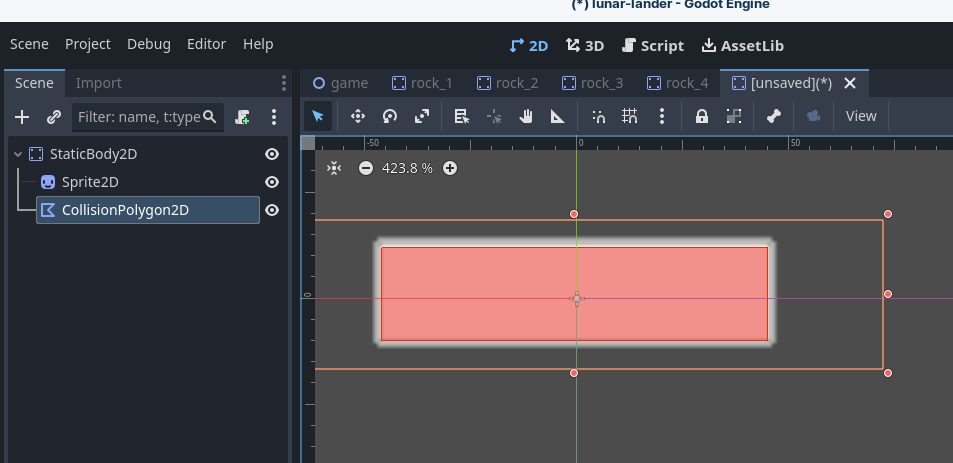 (*) lunar-lander - Godot Engine
Scene Project Debug Editor Help 2D 3D Script AssetLib
Scene Import game rock_1 rock_2 rock_3 rock_4 [unsaved](*)
Filter: name, t:type View
-50 0 50
StaticBody2D
423.8 %
Sprite2D
CollisionPolygon2D
0